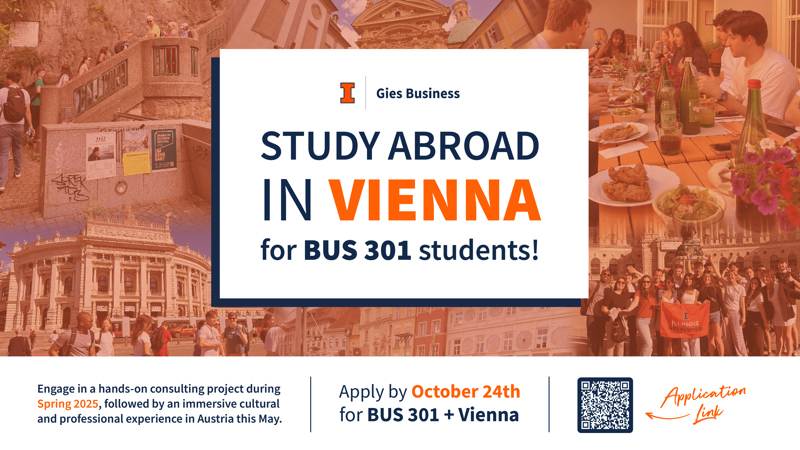 Gies Business
STUDY ABROAD
IN VIENNA
for BUS 301 students!
ILLINOIS
Engage in a hands-on consulting project during
Spring 2025, followed by an immersive cultural
and professional experience in Austria this May.
Apply by October 24th
for BUS 301 + Vienna
Application
Link